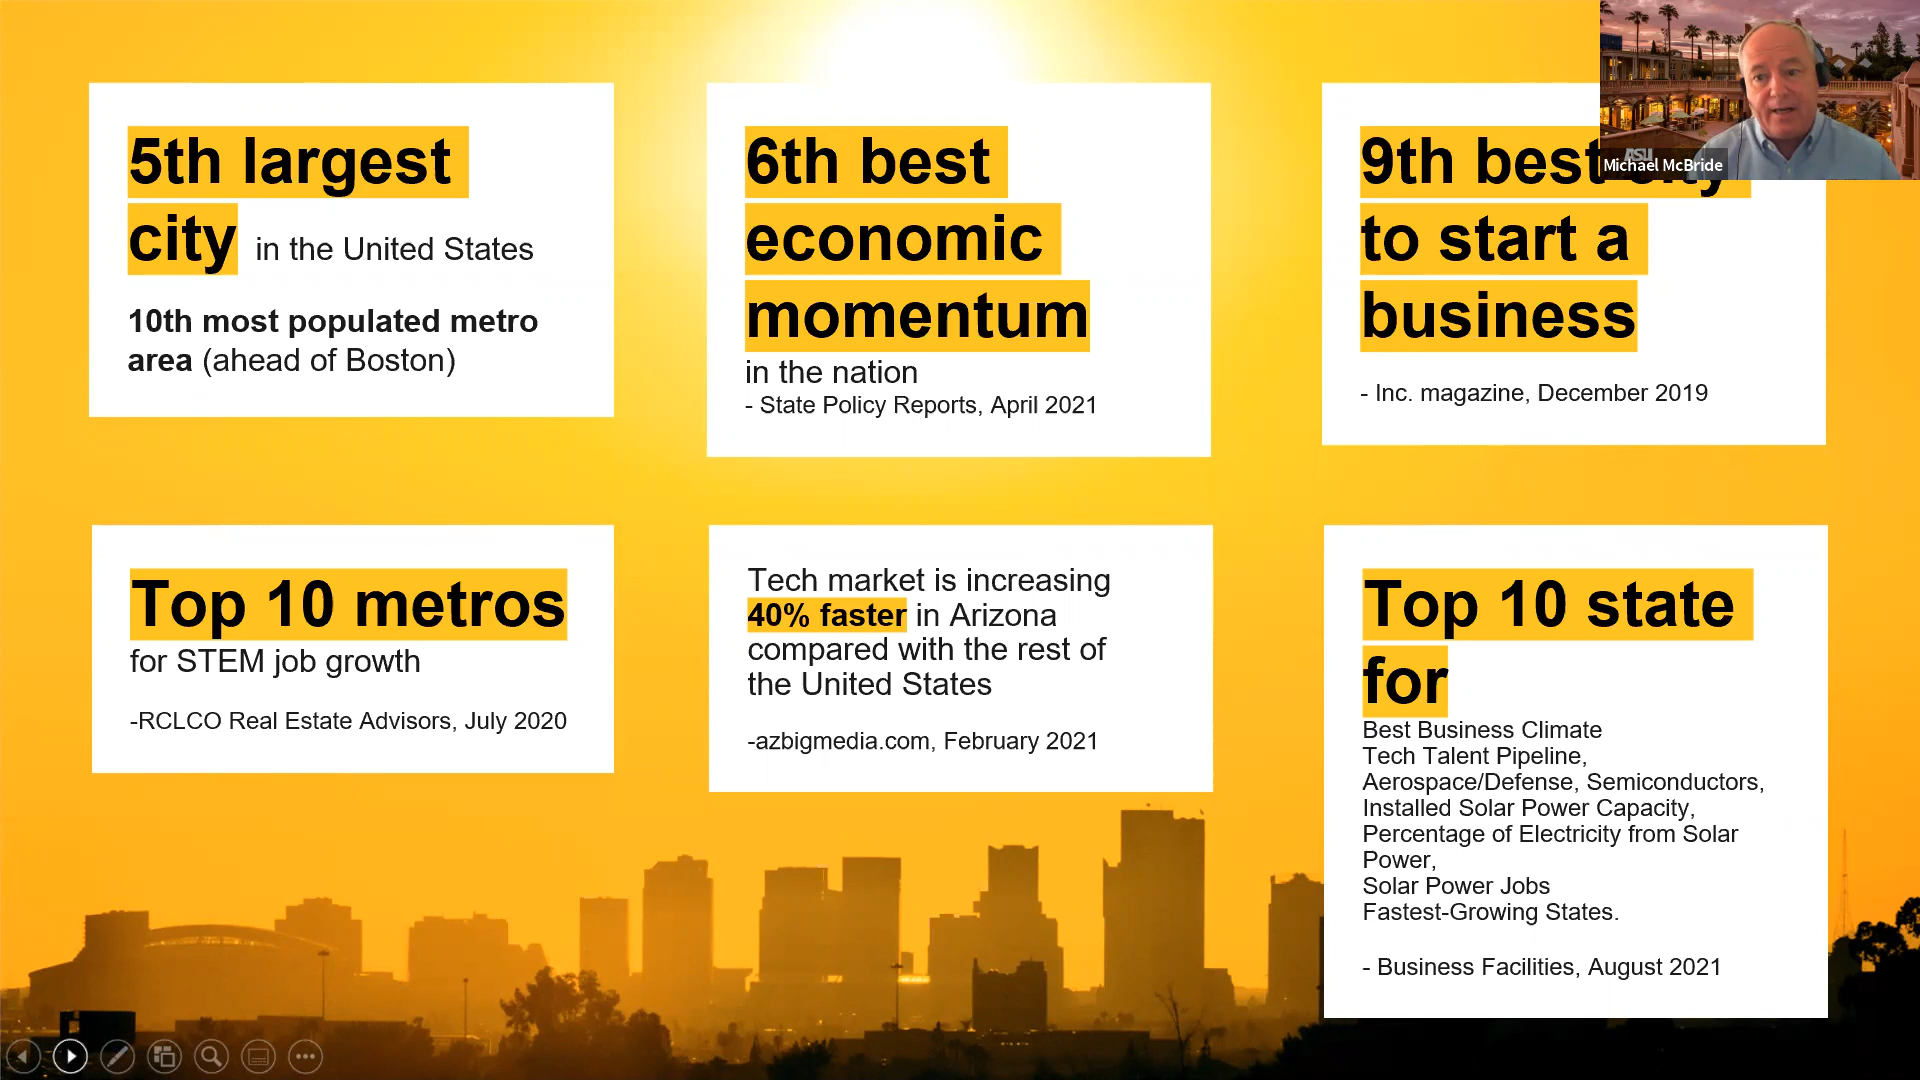 5th largest
city in the United States
10th most populated metro
area (ahead of Boston)
6th best
economic
momentum
in the nation
- State Policy Reports, April 2021
9th best city
to start a
business
- Inc. magazine, December 2019
ASU
Michael McBride
Top 10 metros
for STEM job growth
-RCLCO Real Estate Advisors, July 2020
Tech market is increasing
40% faster in Arizona
compared with the rest of
the United States
-azbigmedia.com, February 2021
Top 10 state
for
Best Business Climate
Tech Talent Pipeline,
Aerospace/Defense, Semiconductors,
Installed Solar Power Capacity,
Percentage of Electricity from Solar
Power,
Solar Power Jobs
Fastest-Growing States.
- Business Facilities, August 2021